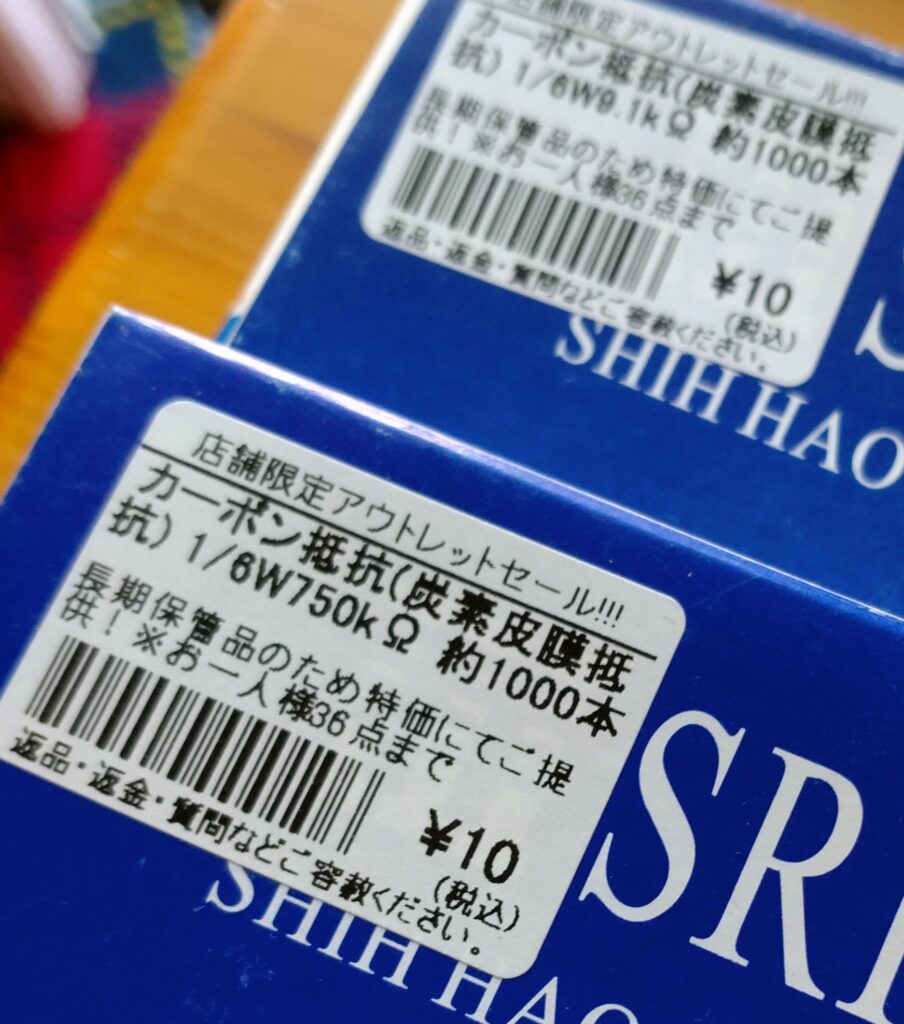 店舗限定アウトレットセール!!!
カーボン抵抗(炭素皮膜抵
抗) 1/6W9.1kΩ 約1000本
長期保管品のため特価にてご提
供！※お一人様36点まで
¥10
(税込)
返品・返金・質問などご容赦ください。
SHIH HAO
店舗限定アウトレットセール!!!
カーボン抵抗(炭素皮膜抵
抗) 1/6W750kΩ 約1000本
長期保管品のため特価にてご提
供！※お一人様36点まで
¥10
(税込)
返品・返金・質問などご容赦ください。
SHIH HAO